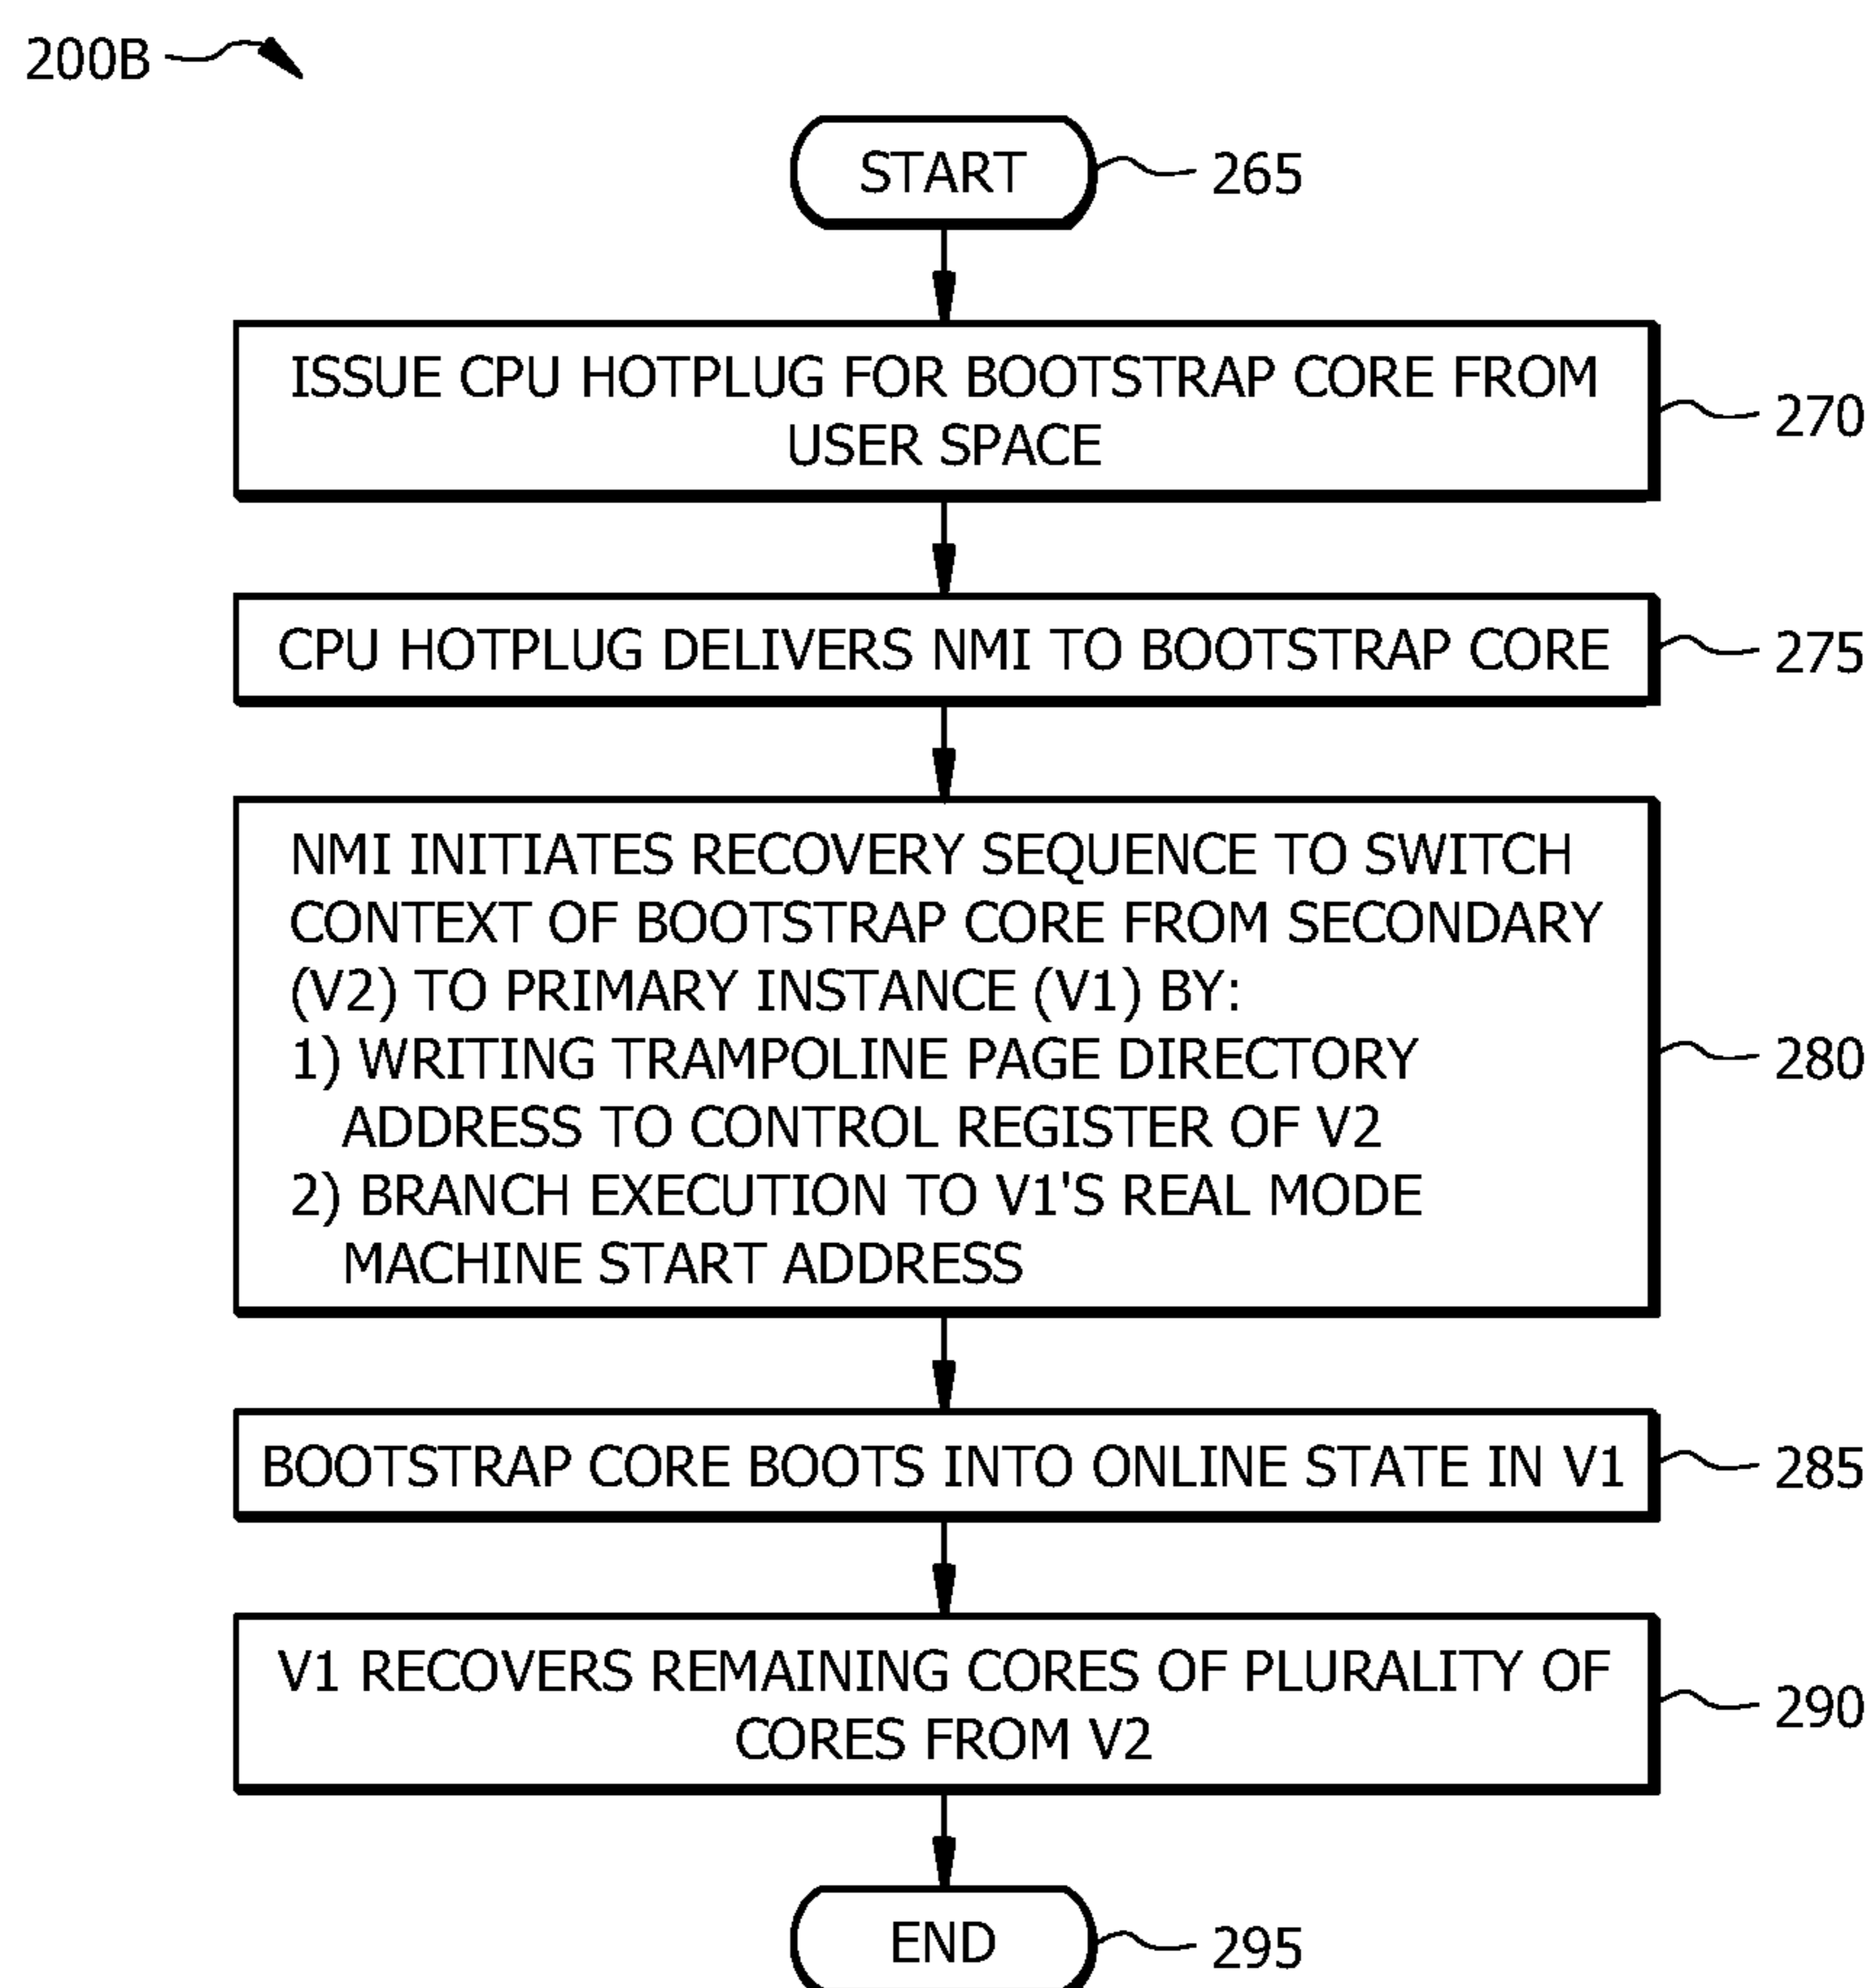 200B
START
265
ISSUE CPU HOTPLUG FOR BOOTSTRAP CORE FROM
USER SPACE
270
CPU HOTPLUG DELIVERS NMI TO BOOTSTRAP CORE
275
NMI INITIATES RECOVERY SEQUENCE TO SWITCH
CONTEXT OF BOOTSTRAP CORE FROM SECONDARY
(V2) TO PRIMARY INSTANCE (V1) BY:
1) WRITING TRAMPOLINE PAGE DIRECTORY
ADDRESS TO CONTROL REGISTER OF V2
2) BRANCH EXECUTION TO V1'S REAL MODE
MACHINE START ADDRESS
280
BOOTSTRAP CORE BOOTS INTO ONLINE STATE IN V1
285
V1 RECOVERS REMAINING CORES OF PLURALITY OF
CORES FROM V2
290
END
295